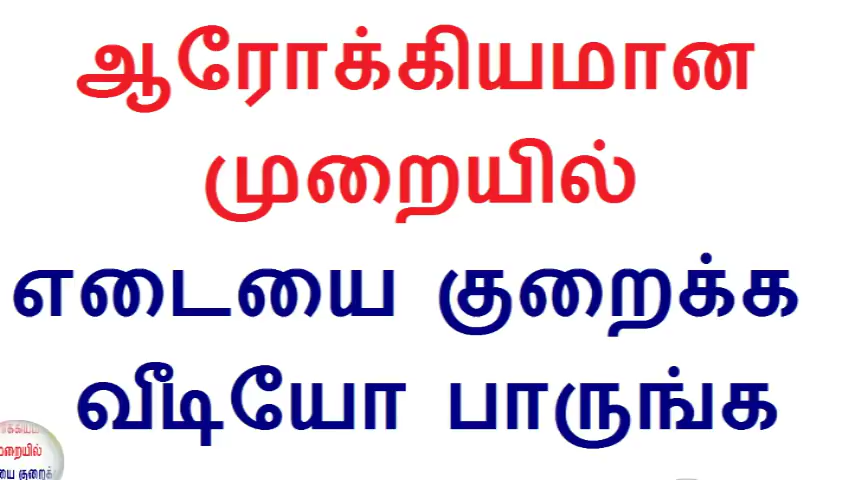 ஆரோக்கியமான
முறையில்
எடையை குறைக்க
வீடியோ பாருங்க
முறையில்